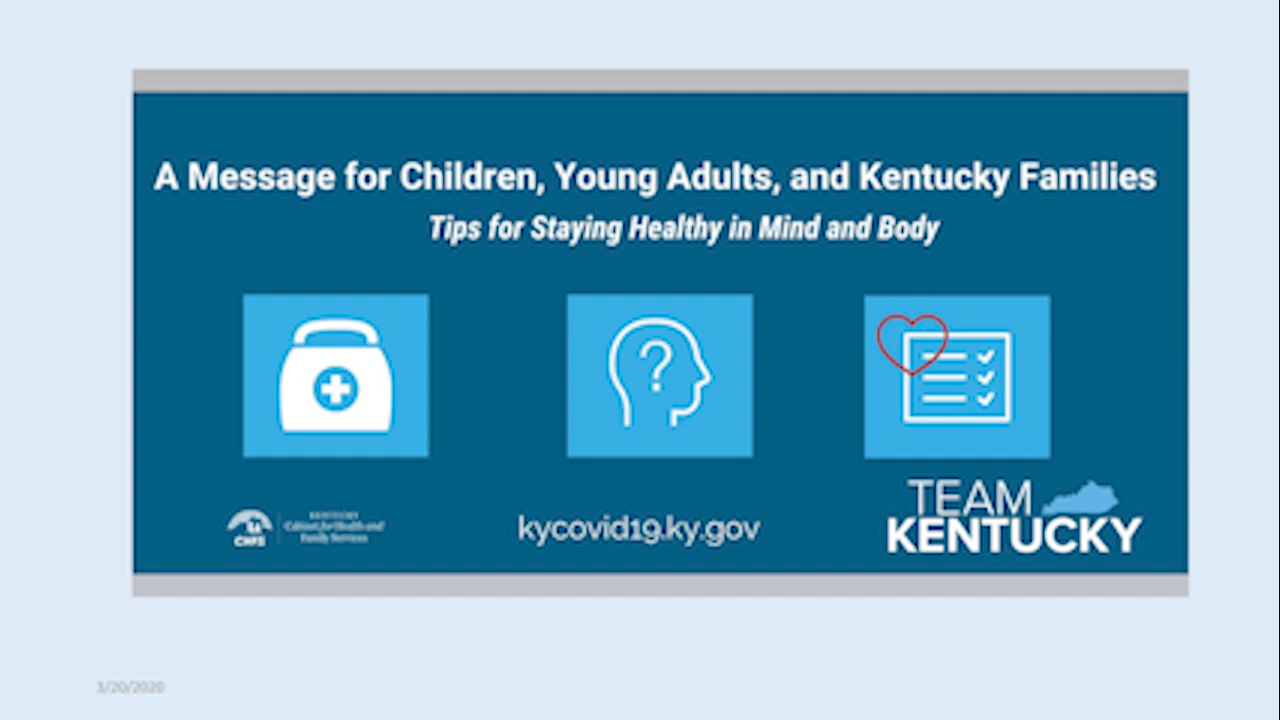 A Message for Children, Young Adults, and Kentucky Families
Tips for Staying Healthy in Mind and Body
?
CHFS
KENTUCKY
Cabinet for Health and
Family Services
kycovid19.ky.gov
TEAM
KENTUCKY
3/20/2020